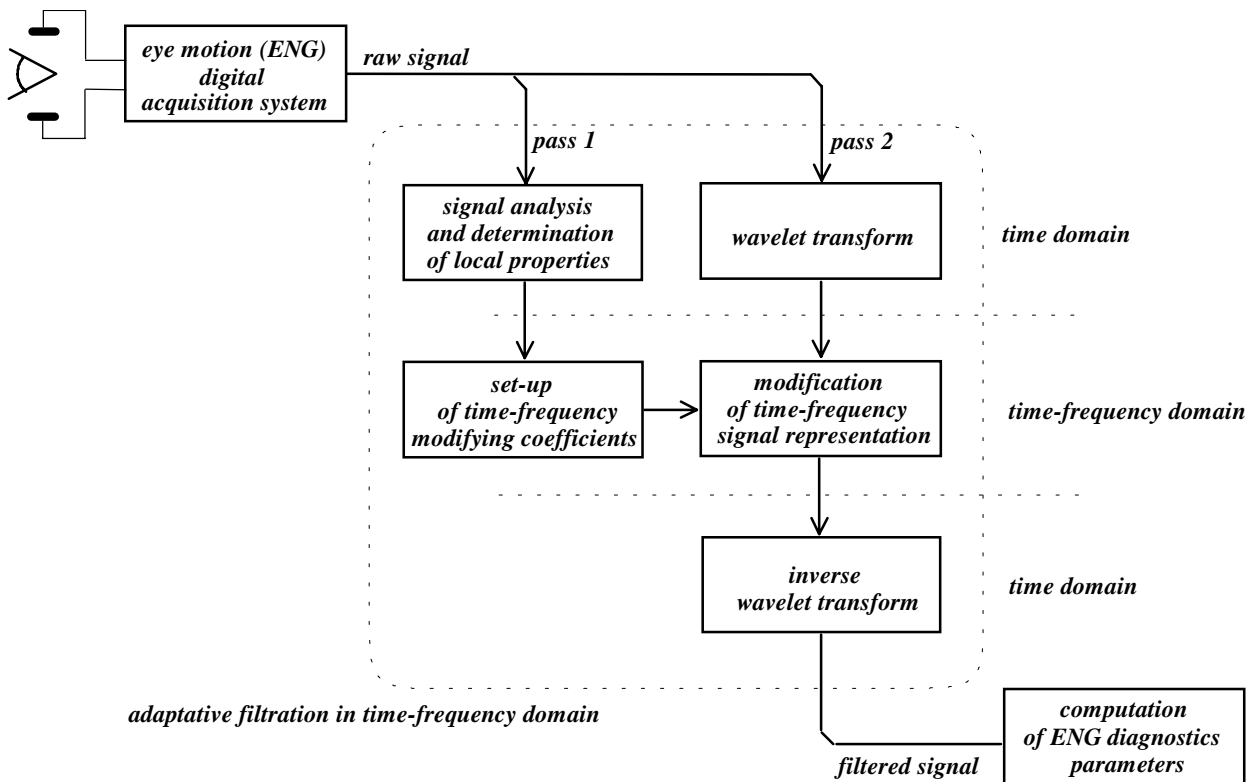 eye motion (ENG)
digital
acquisition system
raw signal
pass 1
pass 2
signal analysis
and determination
of local properties
wavelet transform
time domain
set-up
of time-frequency
modifying coefficients
modification
of time-frequency
signal representation
time-frequency domain
inverse
wavelet transform
time domain
adaptative filtration in time-frequency domain
filtered signal
computation
of ENG diagnostics
parameters